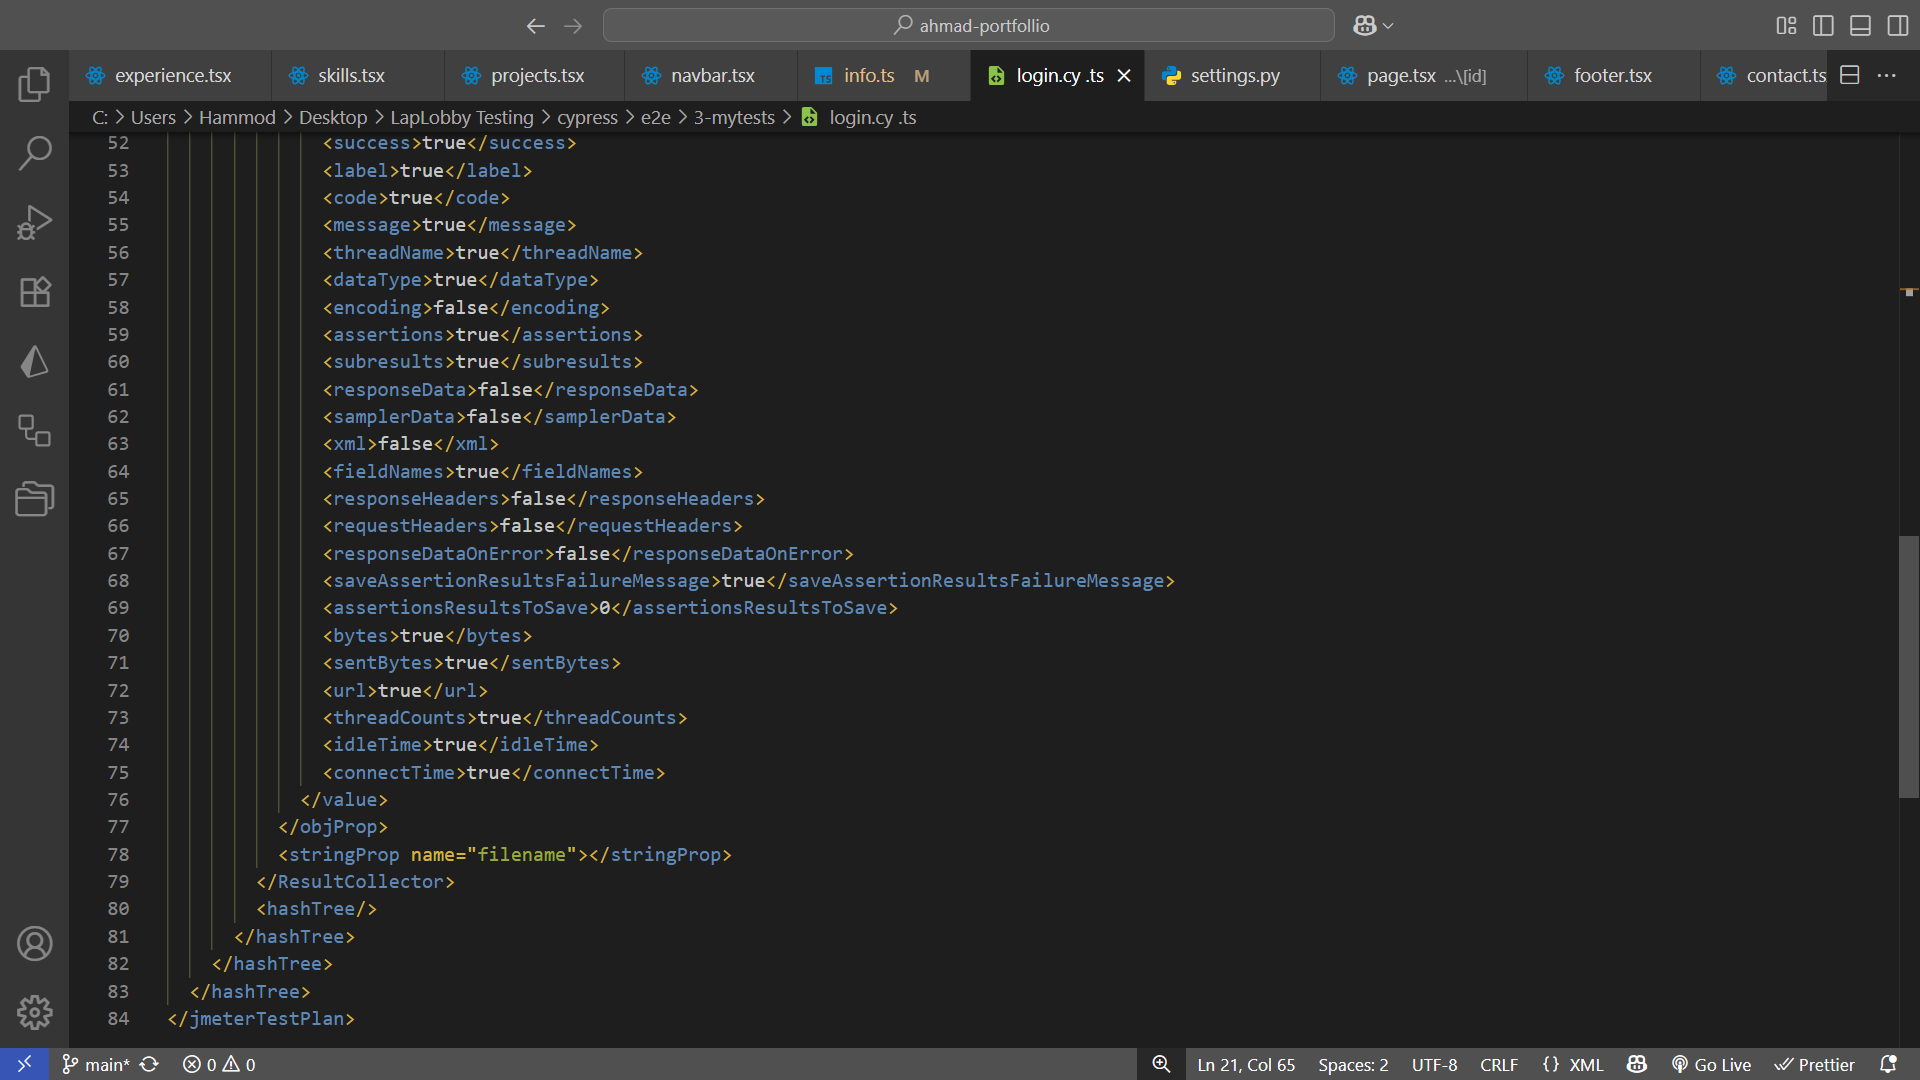 ahmad-portfollio
experience.tsx
skills.tsx
projects.tsx
navbar.tsx
info.ts M
login.cy .ts
settings.py
page.tsx ...\[id]
footer.tsx
contact.ts
C: > Users > Hammod > Desktop > LapLobby Testing > cypress > e2e > 3-mytests > login.cy .ts
52 <success>true</success>
53 <label>true</label>
54 <code>true</code>
55 <message>true</message>
56 <threadName>true</threadName>
57 <dataType>true</dataType>
58 <encoding>false</encoding>
59 <assertions>true</assertions>
60 <subresults>true</subresults>
61 <responseData>false</responseData>
62 <samplerData>false</samplerData>
63 <xml>false</xml>
64 <fieldNames>true</fieldNames>
65 <responseHeaders>false</responseHeaders>
66 <requestHeaders>false</requestHeaders>
67 <responseDataOnError>false</responseDataOnError>
68 <saveAssertionResultsFailureMessage>true</saveAssertionResultsFailureMessage>
69 <assertionsResultsToSave>0</assertionsResultsToSave>
70 <bytes>true</bytes>
71 <sentBytes>true</sentBytes>
72 <url>true</url>
73 <threadCounts>true</threadCounts>
74 <idleTime>true</idleTime>
75 <connectTime>true</connectTime>
76 </value>
77 </objProp>
78 <stringProp name="filename"></stringProp>
79 </ResultCollector>
80 <hashTree/>
81 </hashTree>
82 </hashTree>
83 </hashTree>
84 </jmeterTestPlan>
main* 0 0 Ln 21, Col 65 Spaces: 2 UTF-8 CRLF {} XML Go Live Prettier